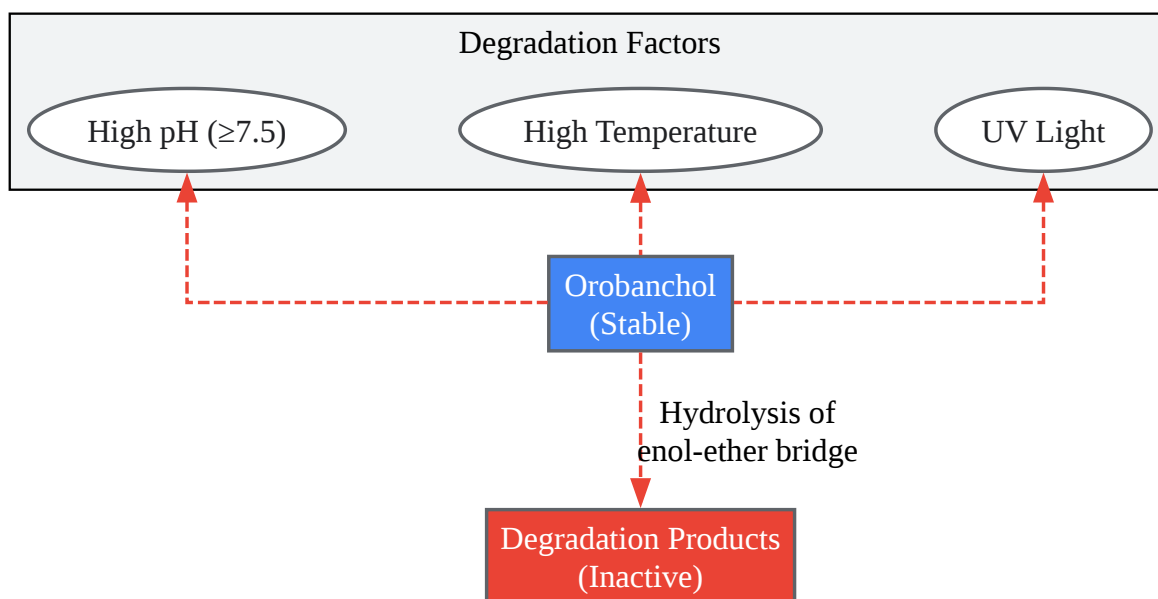 Degradation Factors
High pH (≥7.5)
High Temperature
UV Light
Orobanchol
(Stable)
Hydrolysis of
enol-ether bridge
Degradation Products
(Inactive)